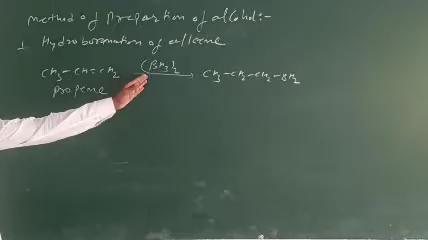 method of Preparation of alcohol:-
1 Hydroboration of alkene
CH3-CH=CH2 (BH3)2 CH3-CH2-CH2-BH2
propene